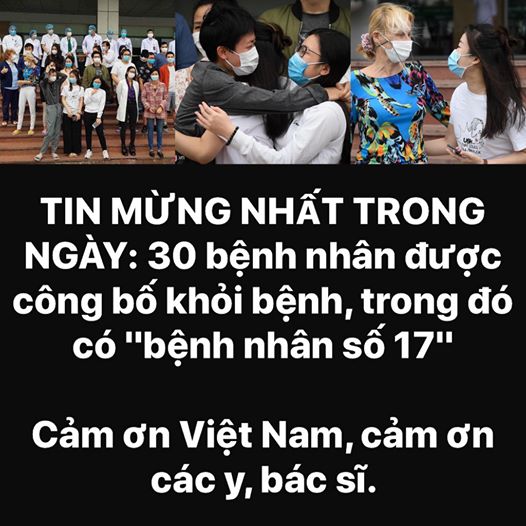 TIN MỪNG NHẤT TRONG
NGÀY: 30 bệnh nhân được
công bố khỏi bệnh, trong đó
có "bệnh nhân số 17"
Cảm ơn Việt Nam, cảm ơn
các y, bác sĩ.